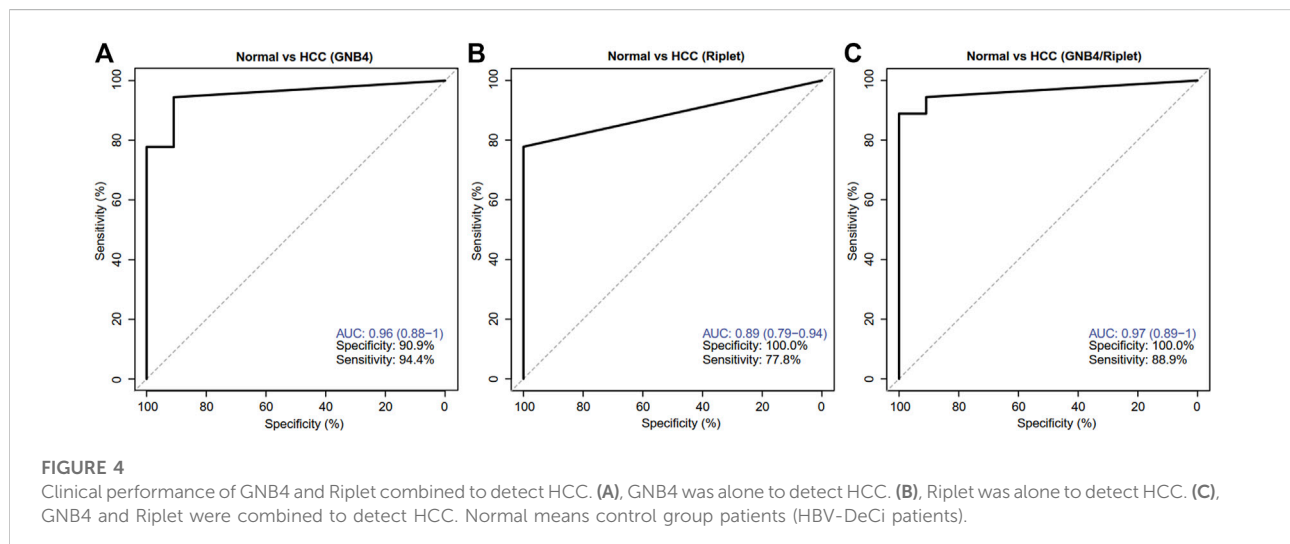 A
Normal vs HCC (GNB4)
Sensitivity (%)
100
80
60
40
20
0
AUC: 0.96 (0.88−1)
Specificity: 90.9%
Sensitivity: 94.4%
100 80 60 40 20 0
Specificity (%)
B
Normal vs HCC (Riplet)
Sensitivity (%)
100
80
60
40
20
0
AUC: 0.89 (0.79−0.94)
Specificity: 100.0%
Sensitivity: 77.8%
100 80 60 40 20 0
Specificity (%)
C
Normal vs HCC (GNB4/Riplet)
Sensitivity (%)
100
80
60
40
20
0
AUC: 0.97 (0.89−1)
Specificity: 100.0%
Sensitivity: 88.9%
100 80 60 40 20 0
Specificity (%)
FIGURE 4
Clinical performance of GNB4 and Riplet combined to detect HCC. (A), GNB4 was alone to detect HCC. (B), Riplet was alone to detect HCC. (C),
GNB4 and Riplet were combined to detect HCC. Normal means control group patients (HBV-DeCi patients).